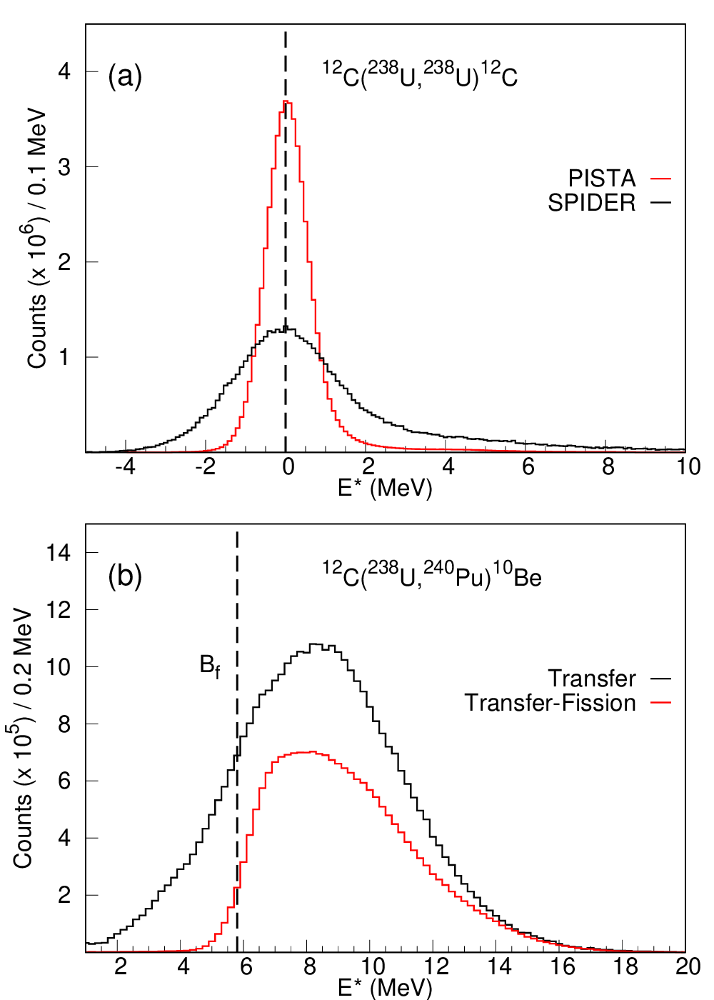 (a)
¹²C(²³⁸U,²³⁸U)¹²C
4
3
2
1
Counts (x 10⁶) / 0.1 MeV
PISTA
SPIDER
-4 -2 0 2 4 6 8 10
E* (MeV)
(b)
¹²C(²³⁸U,²⁴⁰Pu)¹⁰Be
14
12
10
8
6
4
2
Counts (x 10⁵) / 0.2 MeV
B_f
Transfer
Transfer-Fission
2 4 6 8 10 12 14 16 18 20
E* (MeV)